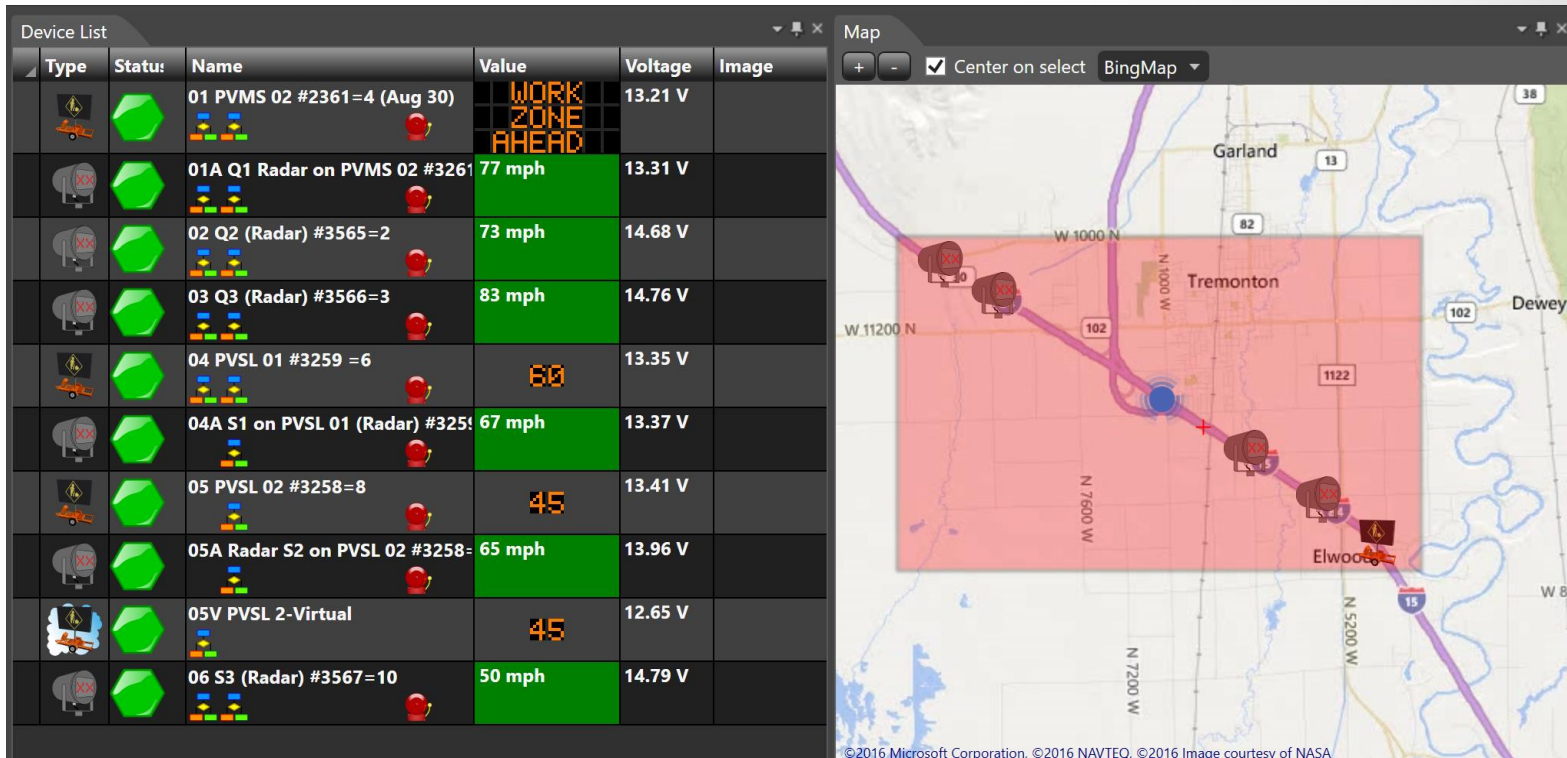 Device List
Type Status Name Value Voltage Image
01 PVMS 02 #2361=4 (Aug 30) WORK 13.21 V
ZONE
AHEAD
01A Q1 Radar on PVMS 02 #3261 77 mph 13.31 V
02 Q2 (Radar) #3565=2 73 mph 14.68 V
03 Q3 (Radar) #3566=3 83 mph 14.76 V
04 PVSL 01 #3259 =6 60 13.35 V
04A S1 on PVSL 01 (Radar) #3259 67 mph 13.37 V
05 PVSL 02 #3258=8 45 13.41 V
05A Radar S2 on PVSL 02 #3258= 65 mph 13.96 V
05V PVSL 2-Virtual 45 12.65 V
06 S3 (Radar) #3567=10 50 mph 14.79 V
Map
+ - Center on select BingMap
38
Garland
13
82
W 1000 N
XX
XX
N 1000 W
Tremonton
102
Dewey
W 11200 N
102
1122
XX
N 7600 W
XX
Elwood
15
W 8
N 5200 W
N 7200 W
©2016 Microsoft Corporation, ©2016 NAVTEQ, ©2016 Image courtesy of NASA